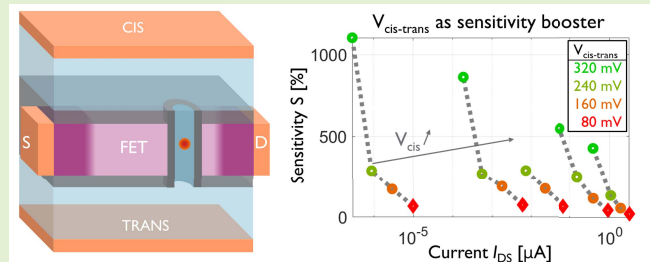 CIS
S
FET
D
TRANS
V_cis-trans as sensitivity booster
Sensitivity S [%]
1000
500
0
V_cis
V_cis-trans
320 mV
240 mV
160 mV
80 mV
10^-5
10^0
Current I_DS [µA]